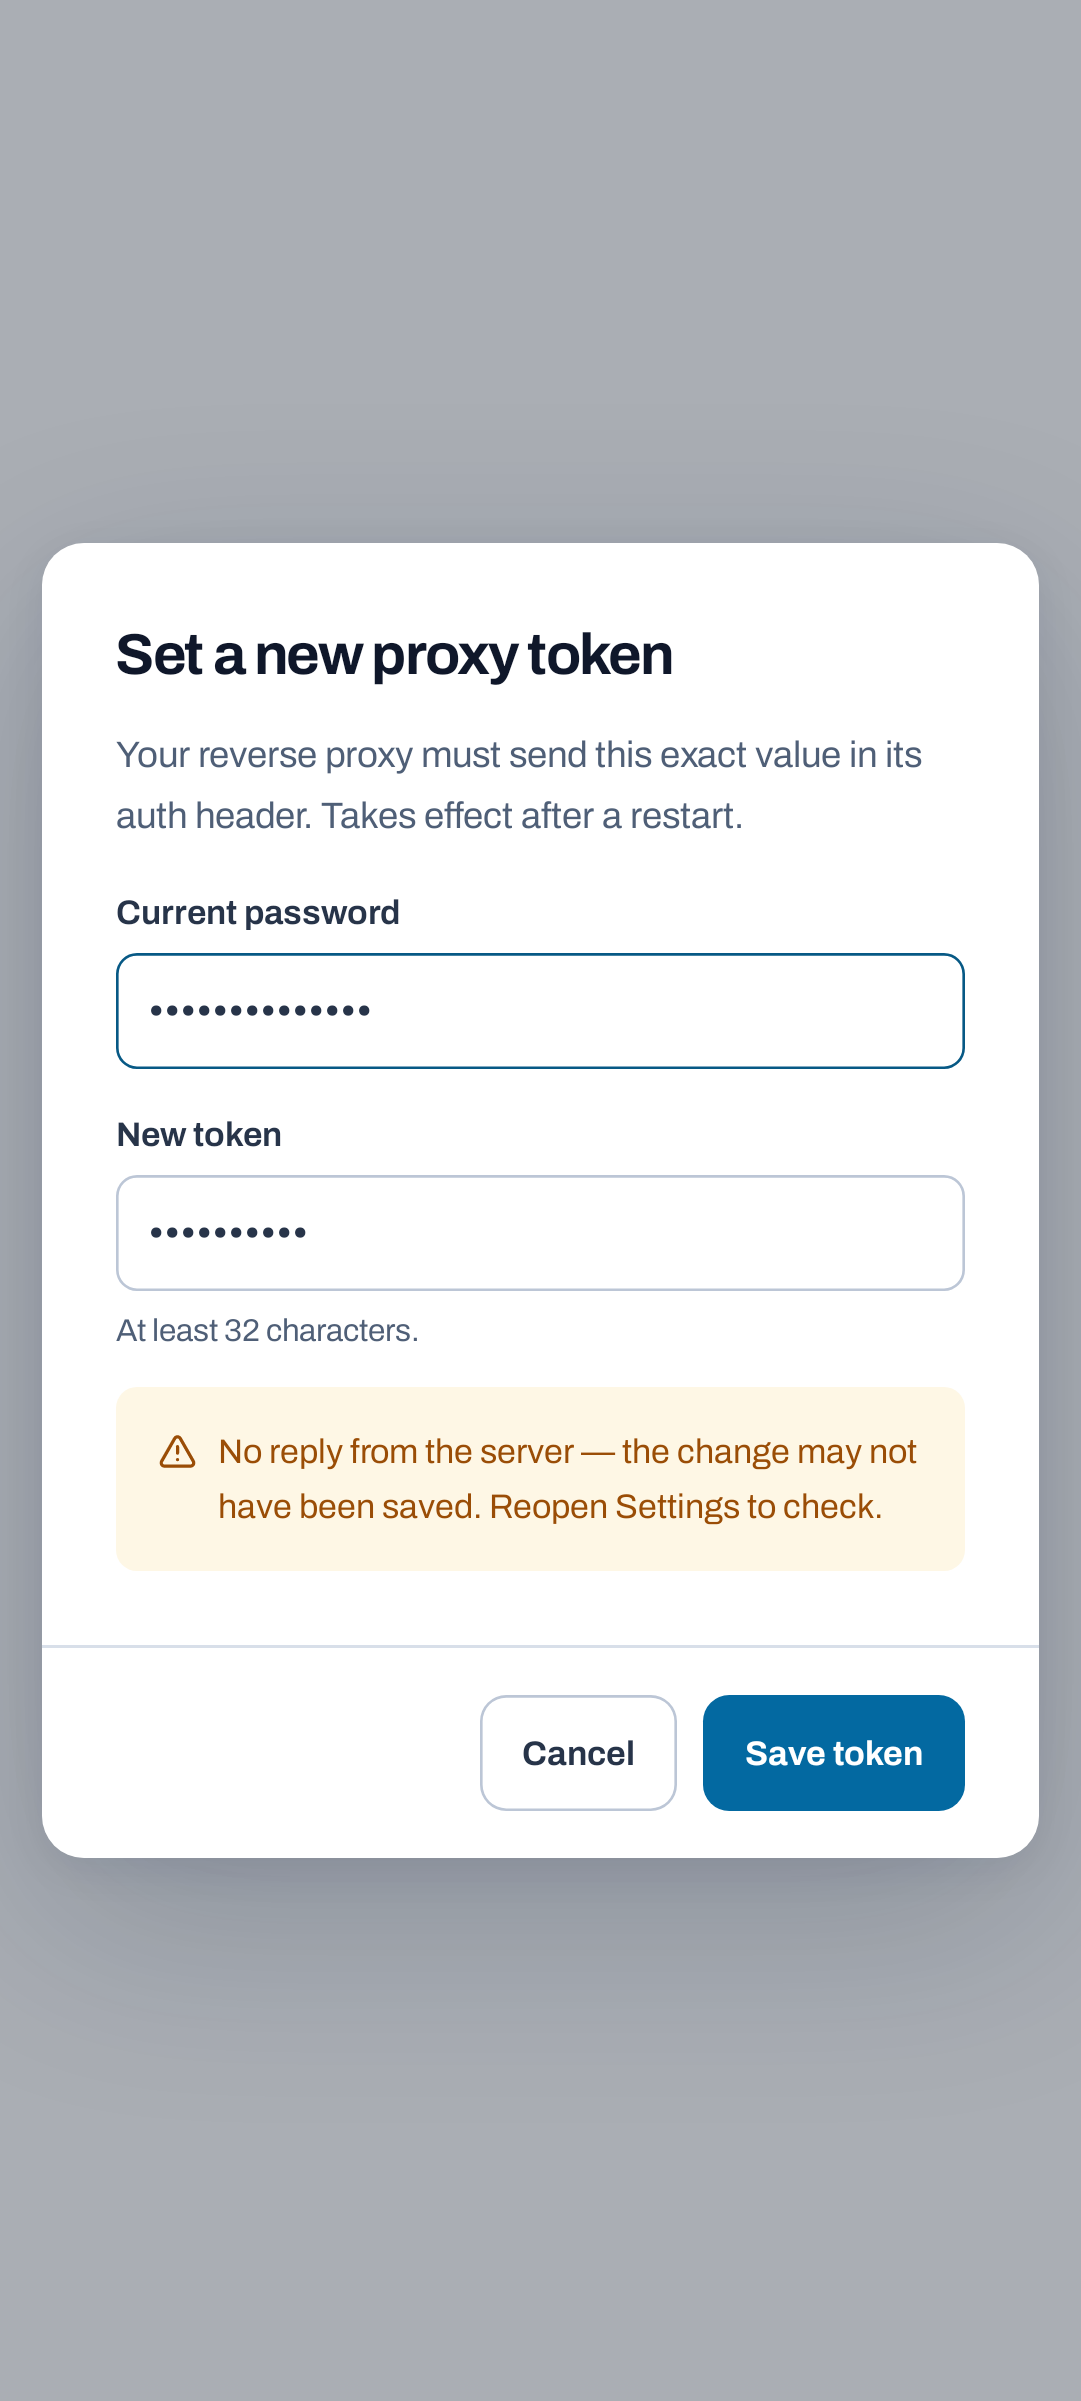 Set a new proxy token
Your reverse proxy must send this exact value in its
auth header. Takes effect after a restart.
Current password
••••••••••••••
New token
••••••••••
At least 32 characters.
No reply from the server — the change may not
have been saved. Reopen Settings to check.
Cancel
Save token